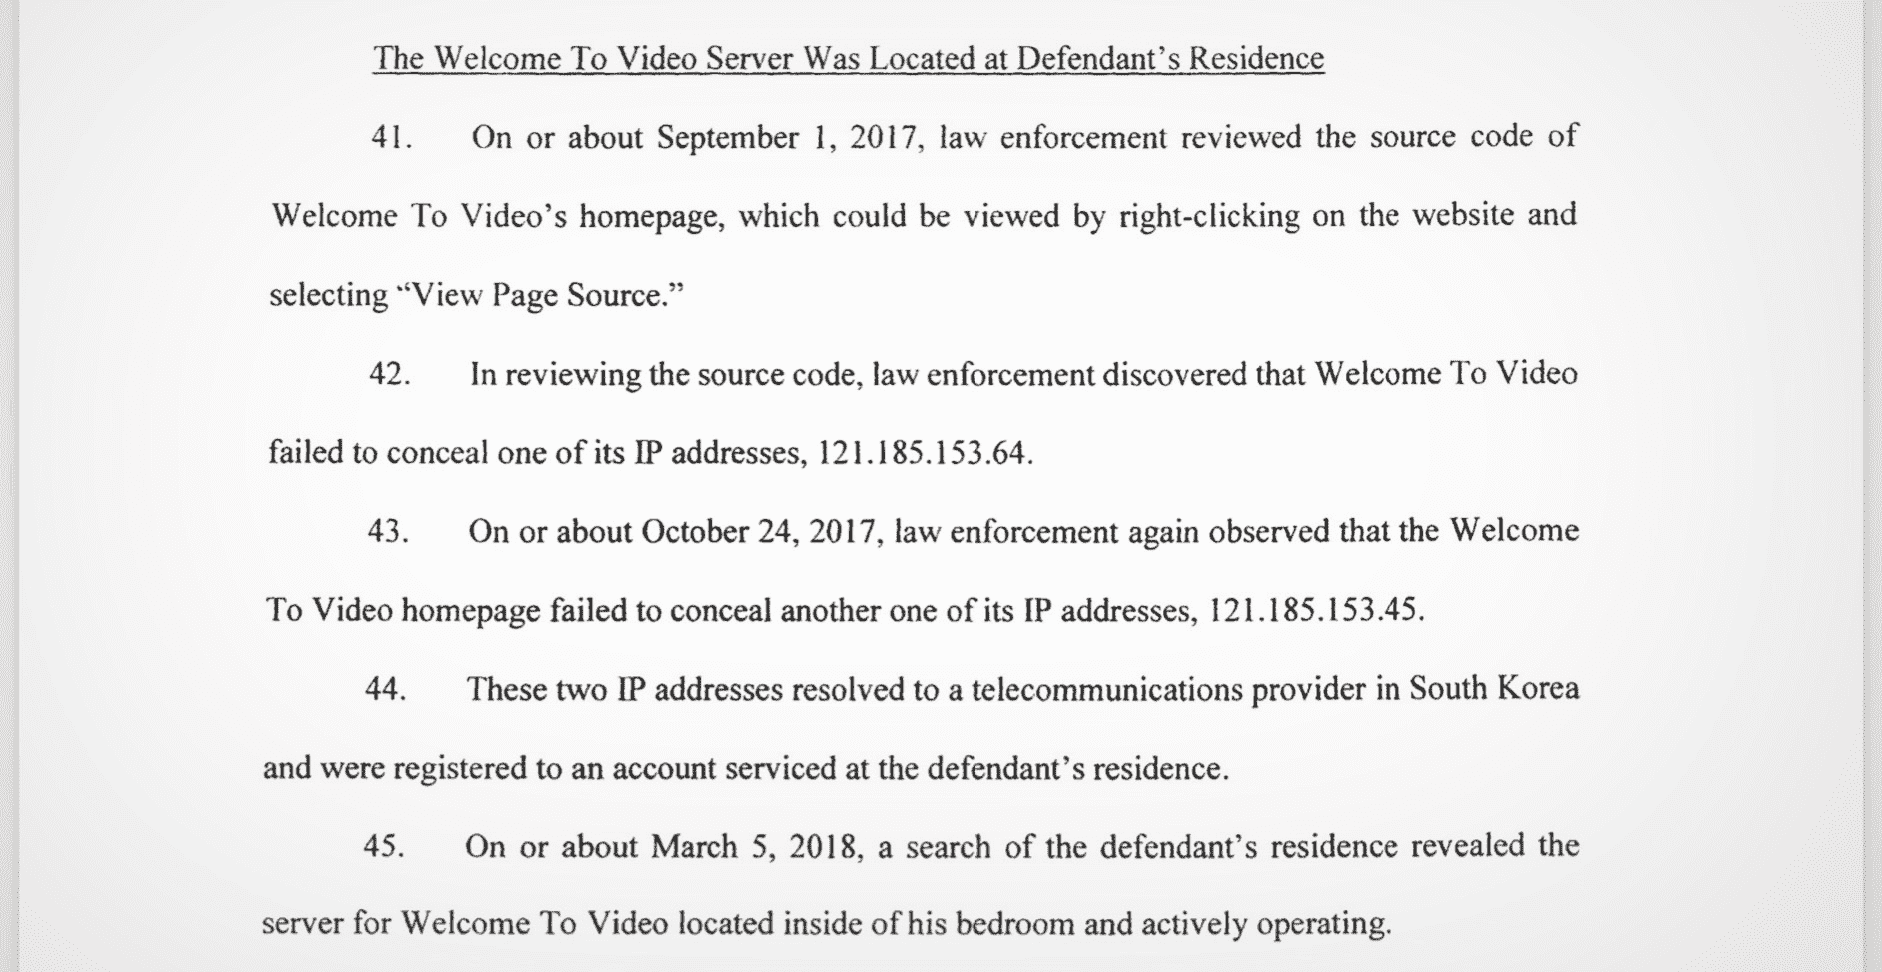 The Welcome To Video Server Was Located at Defendant’s Residence
41. On or about September 1, 2017, law enforcement reviewed the source code of
Welcome To Video’s homepage, which could be viewed by right-clicking on the website and
selecting “View Page Source.”
42. In reviewing the source code, law enforcement discovered that Welcome To Video
failed to conceal one of its IP addresses, 121.185.153.64.
43. On or about October 24, 2017, law enforcement again observed that the Welcome
To Video homepage failed to conceal another one of its IP addresses, 121.185.153.45.
44. These two IP addresses resolved to a telecommunications provider in South Korea
and were registered to an account serviced at the defendant’s residence.
45. On or about March 5, 2018, a search of the defendant’s residence revealed the
server for Welcome To Video located inside of his bedroom and actively operating.